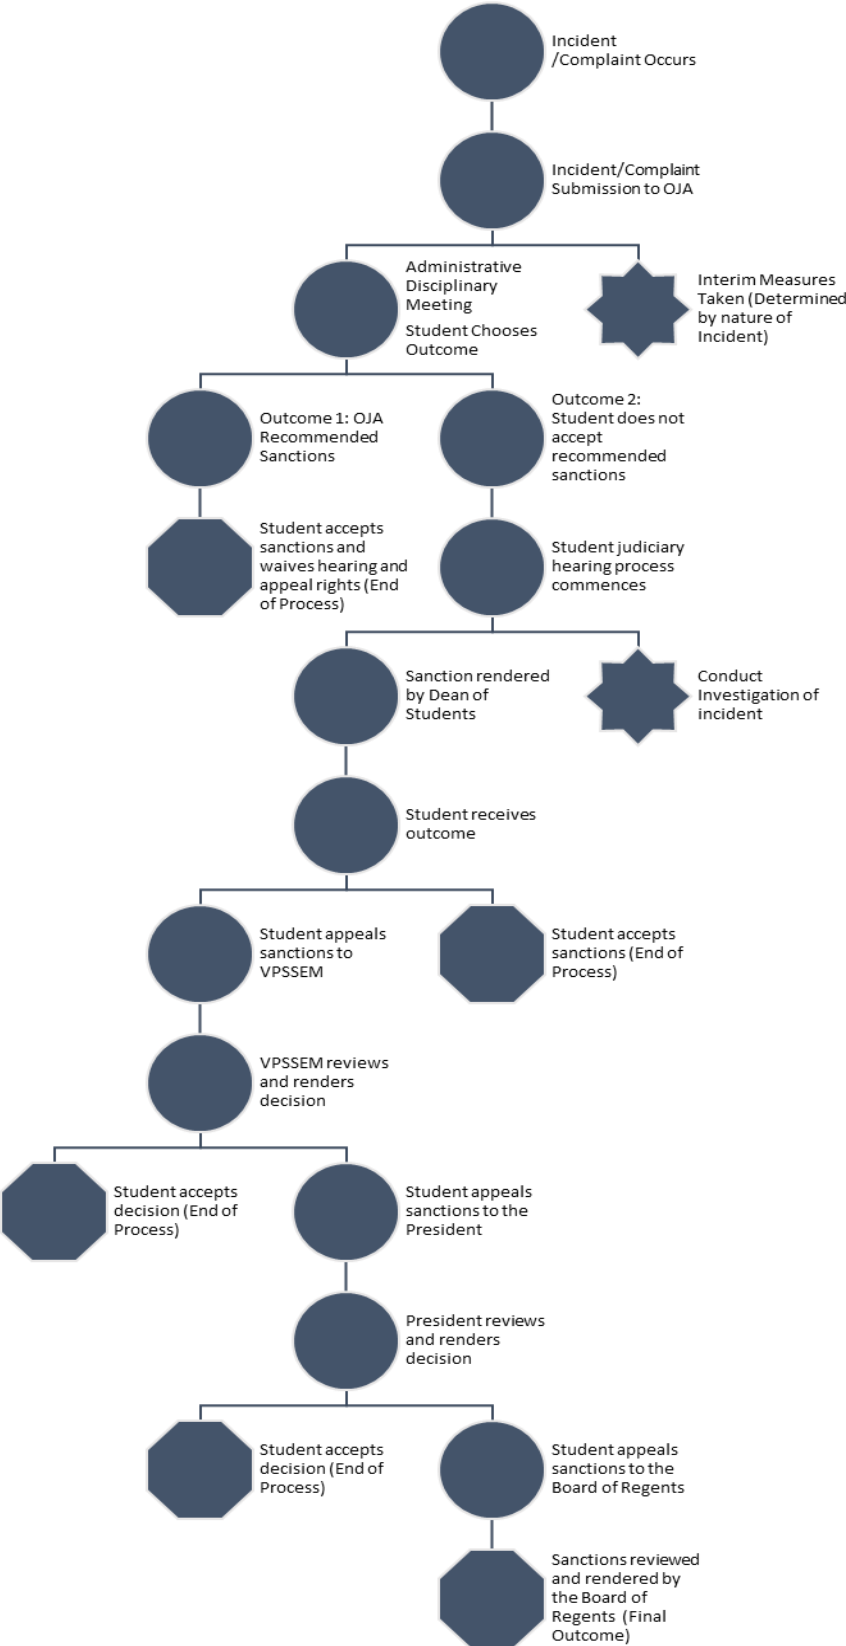 Incident
/Complaint Occurs
Incident/Complaint
Submission to OJA
Administrative
Disciplinary
Meeting
Student Chooses
Outcome
Interim Measures
Taken (Determined
by nature of
Incident)
Outcome 1: OJA
Recommended
Sanctions
Outcome 2:
Student does not
accept
recommended
sanctions
Student accepts
sanctions and
waives hearing and
appeal rights (End
of Process)
Student judiciary
hearing process
commences
Sanction rendered
by Dean of
Students
Conduct
Investigation of
incident
Student receives
outcome
Student appeals
sanctions to
VPSSEM
Student accepts
sanctions (End of
Process)
VPSSEM reviews
and renders
decision
Student accepts
decision (End of
Process)
Student appeals
sanctions to the
President
President reviews
and renders
decision
Student accepts
decision (End of
Process)
Student appeals
sanctions to the
Board of Regents
Sanctions reviewed
and rendered by
the Board of
Regents (Final
Outcome)